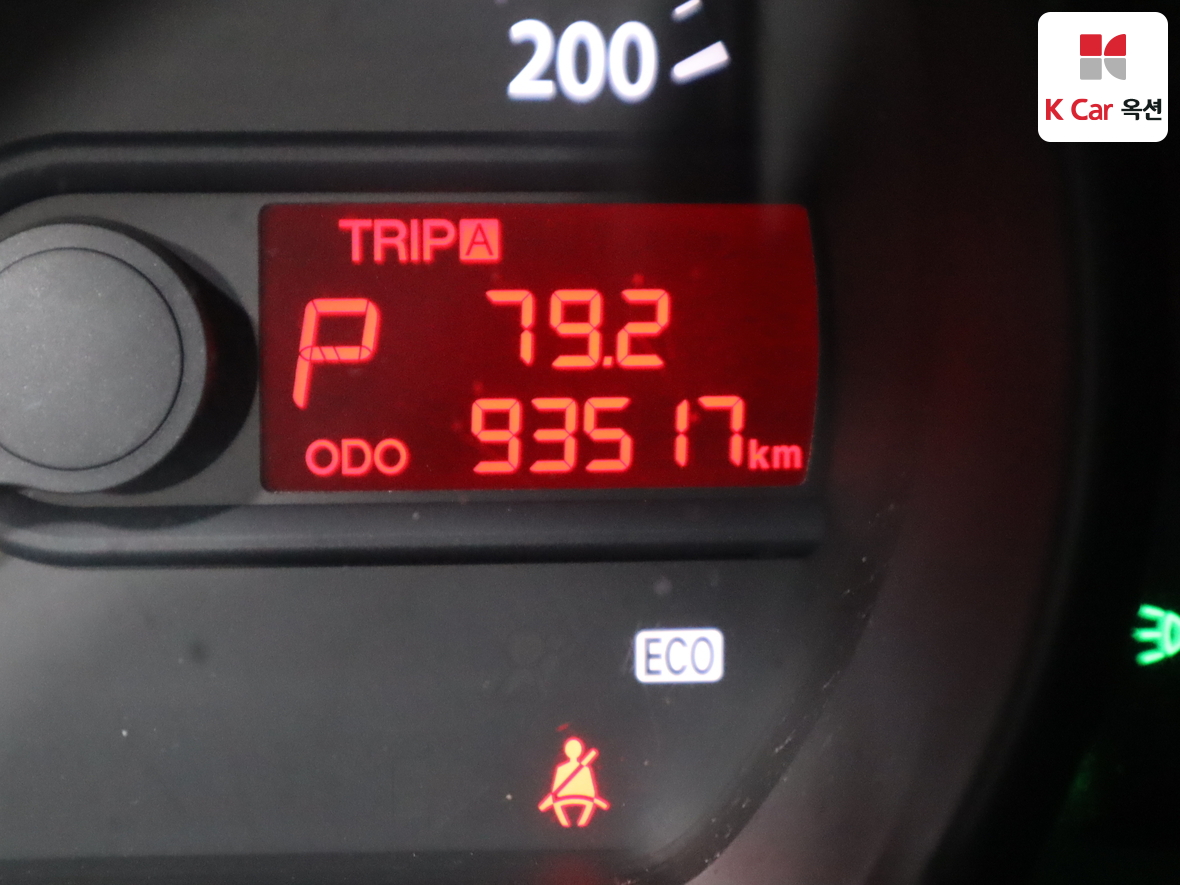 200
K Car 옥션
TRIP A
P 79.2
ODO 93517 km
ECO